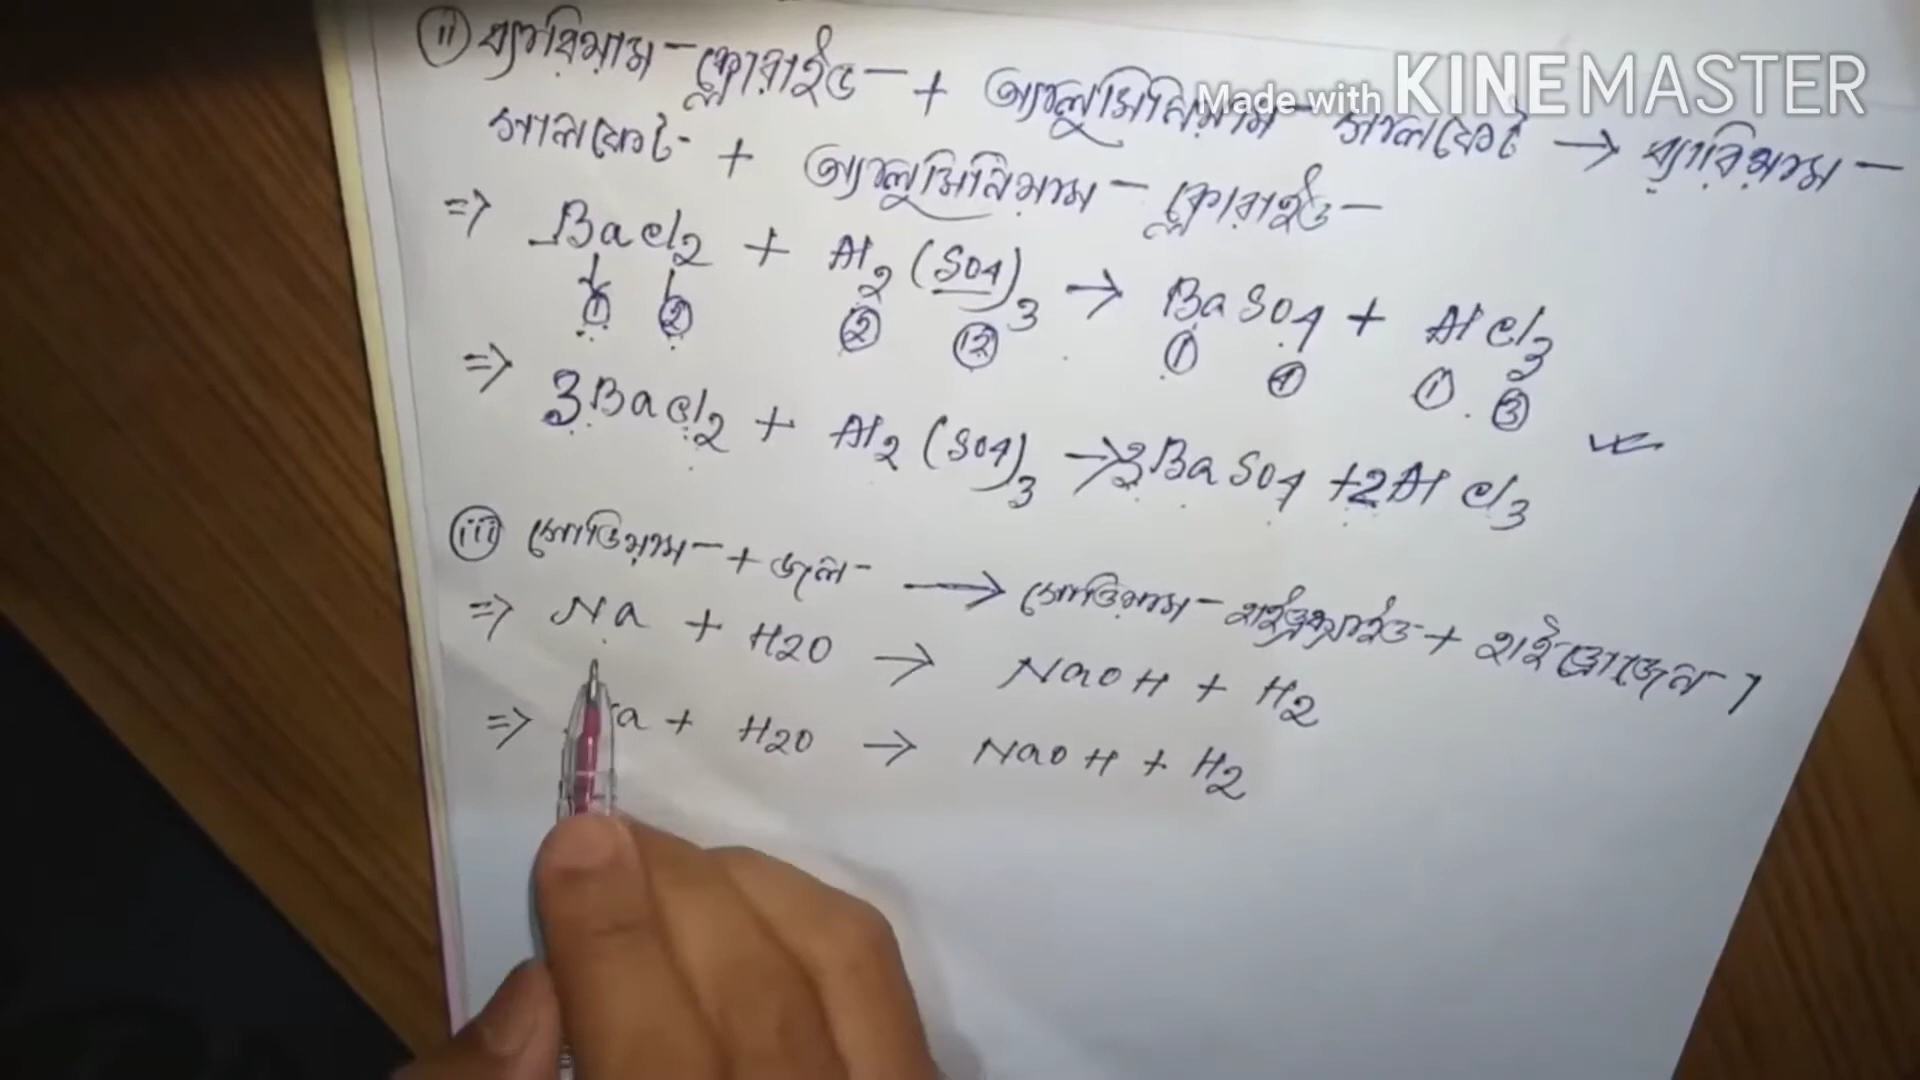 ii ব্যারিয়াম ক্লোরাইড + অ্যালুমিনিয়াম সালফেট → ব্যারিয়াম
Made with KINEMASTER
সালফেট + অ্যালুমিনিয়াম ক্লোরাইড
⇒ BaCl2 + Al2(SO4)3 → BaSO4 + AlCl3
1 2 2 12 1 4 1 3
⇒ 3BaCl2 + Al2(SO4)3 → 3BaSO4 + 2AlCl3
iii সোডিয়াম + জল → সোডিয়াম হাইড্রক্সাইড + হাইড্রোজেন।
⇒ Na + H2O → NaOH + H2
⇒ a + H2O → NaOH + H2